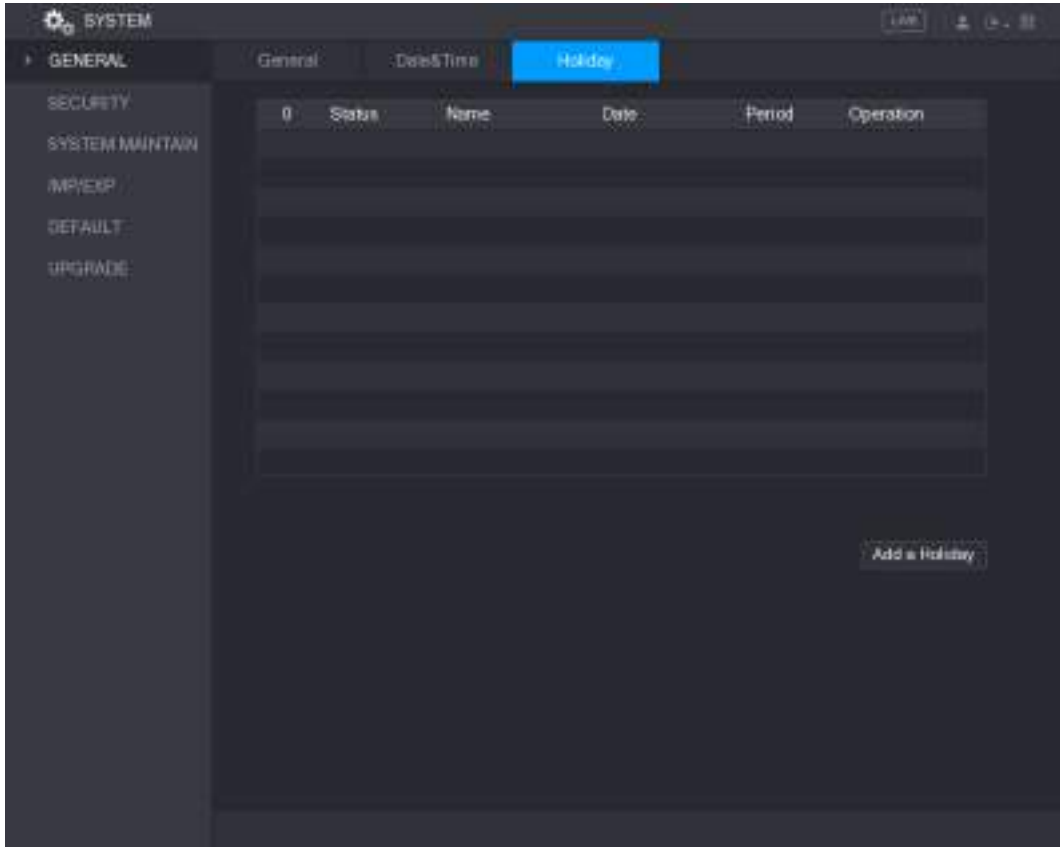 SYSTEM
LIVE
GENERAL
General
Date&Time
Holiday
SECURITY
SYSTEM MAINTAIN
IMP/EXP
DEFAULT
UPGRADE
0 Status Name Date Period Operation
Add a Holiday